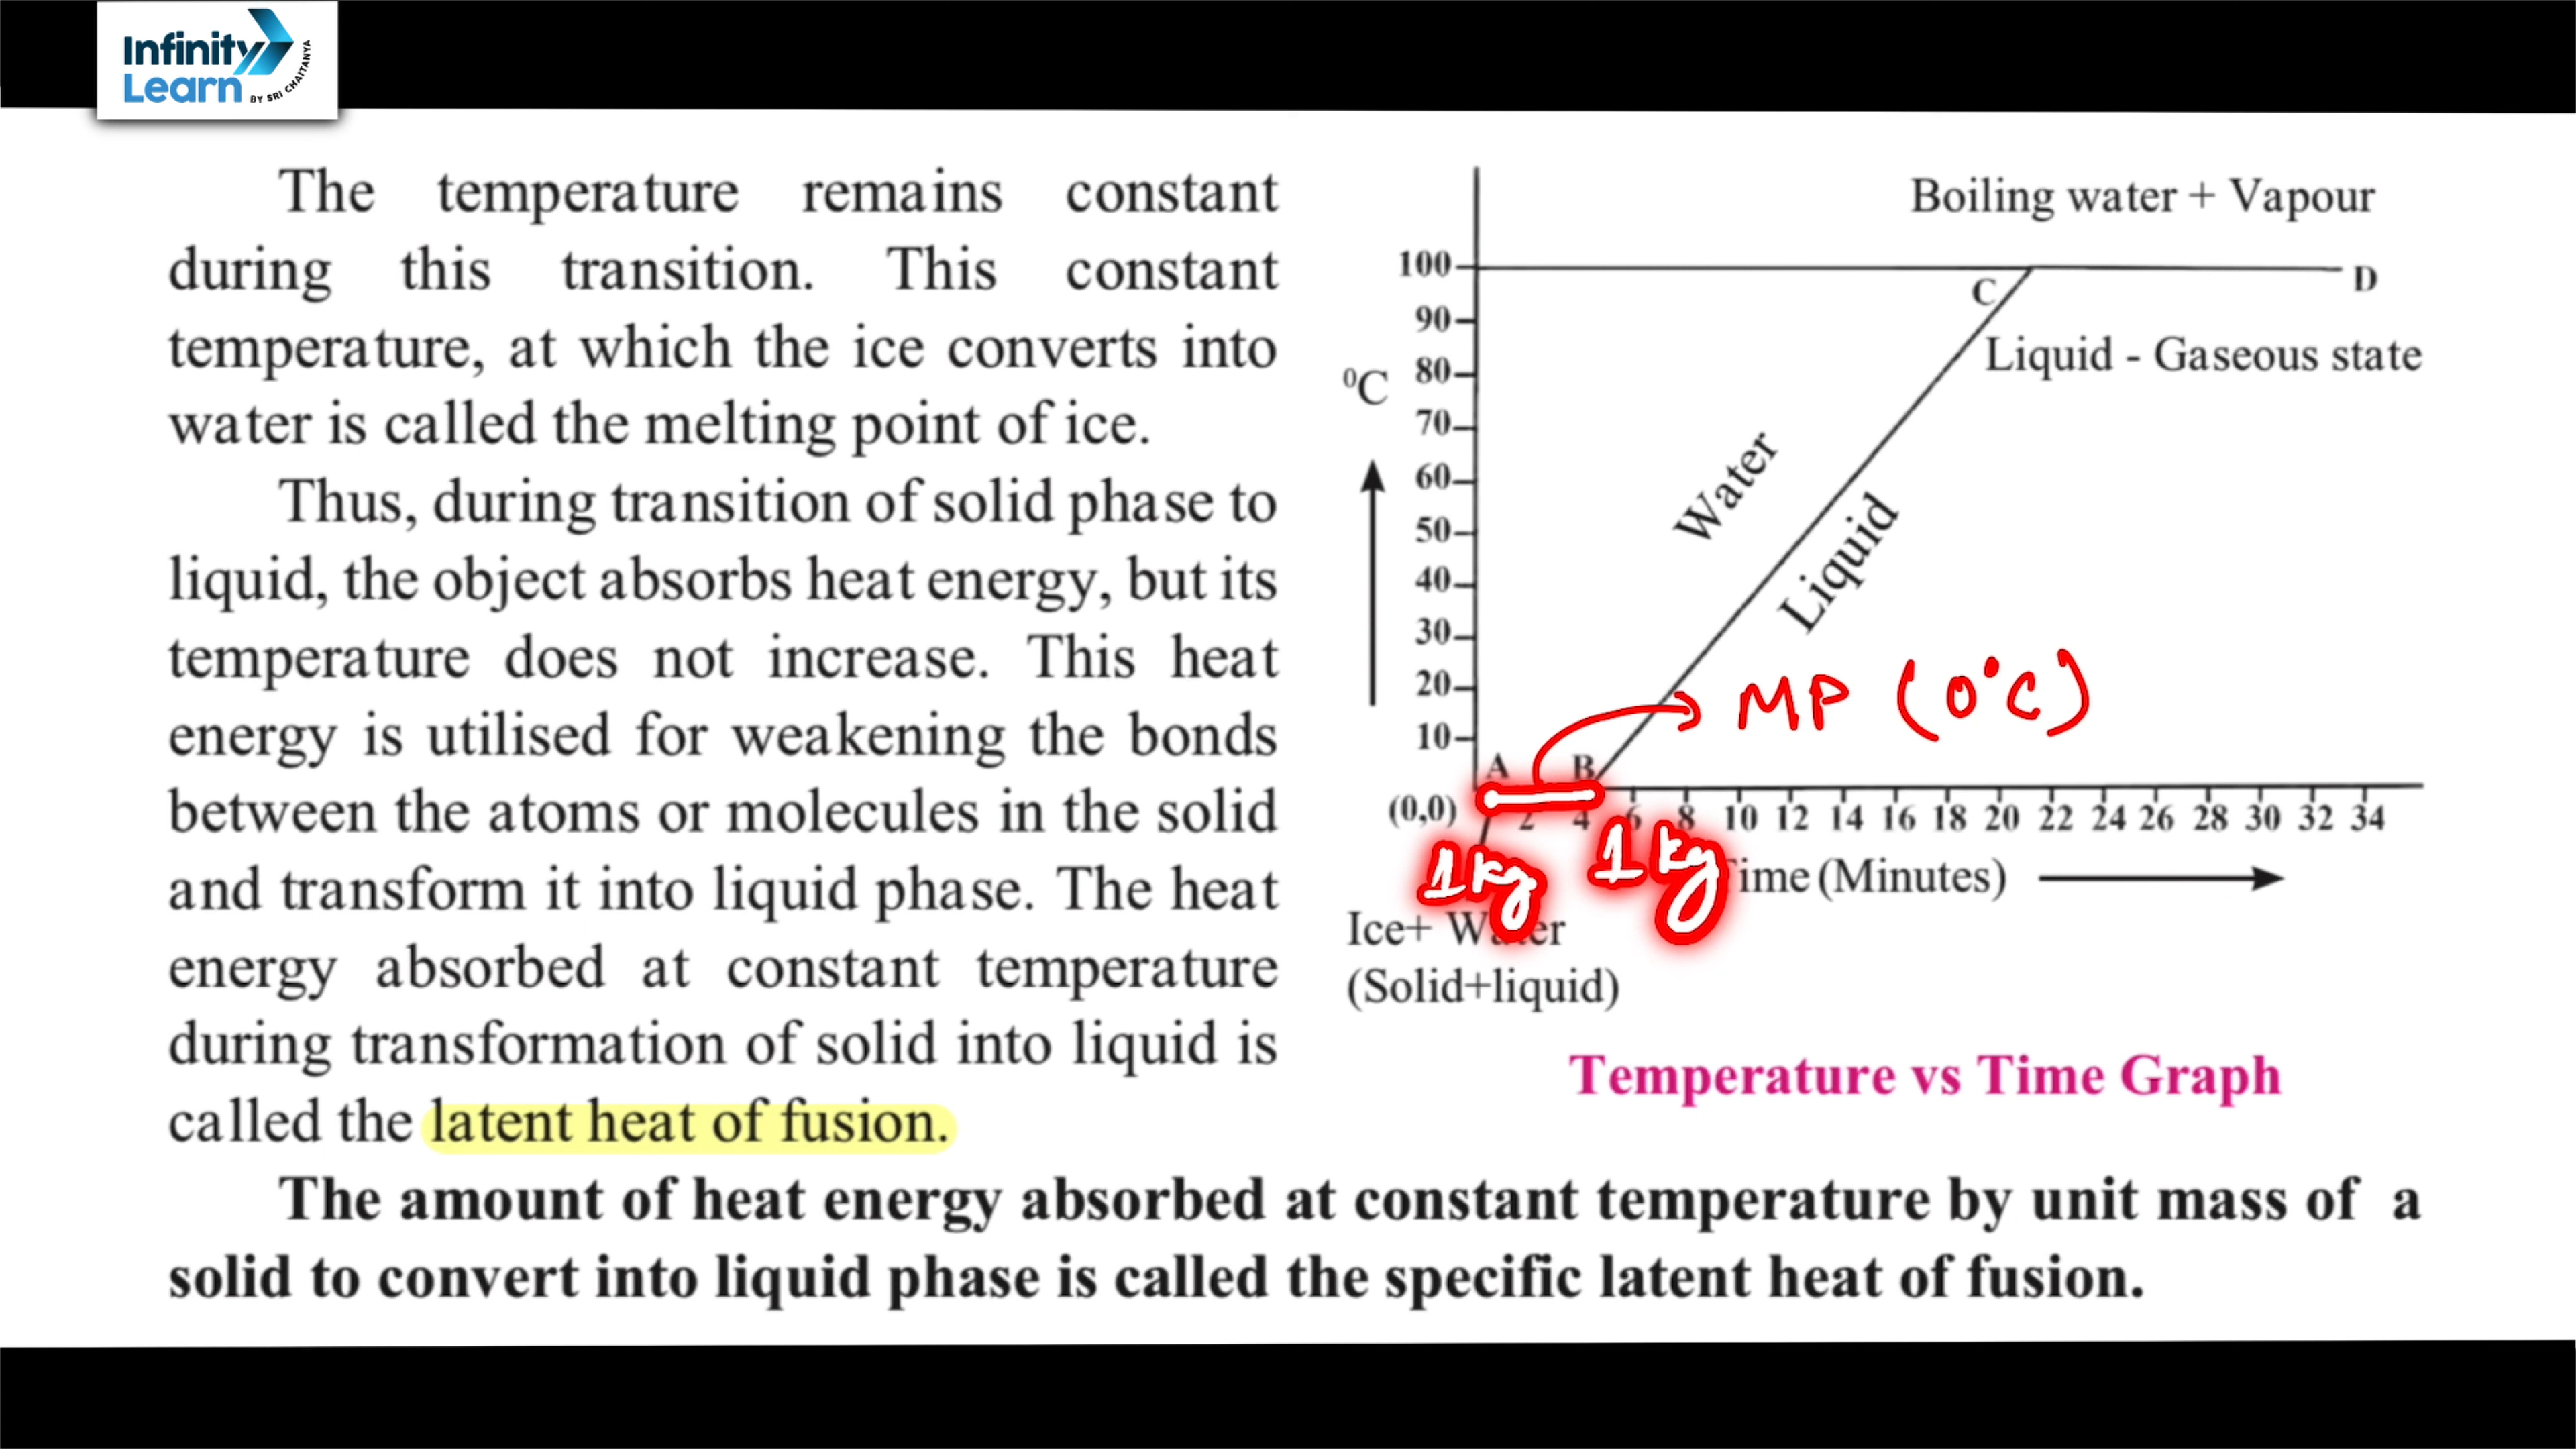 Infinity
Learn
BY SRI CHAITANYA
The temperature remains constant
during this transition. This constant
temperature, at which the ice converts into
water is called the melting point of ice.
Thus, during transition of solid phase to
liquid, the object absorbs heat energy, but its
temperature does not increase. This heat
energy is utilised for weakening the bonds
between the atoms or molecules in the solid
and transform it into liquid phase. The heat
energy absorbed at constant temperature
during transformation of solid into liquid is
called the latent heat of fusion.
Boiling water + Vapour
100
D
C
90
Liquid - Gaseous state
⁰C
80
70
Water
60
50
Liquid
40
30
20
MP (0°C)
10
A B
(0,0)
2 4 6 8 10 12 14 16 18 20 22 24 26 28 30 32 34
1kg 1kg
(Minutes)
Ice+
(Solid+liquid)
Temperature vs Time Graph
The amount of heat energy absorbed at constant temperature by unit mass of a
solid to convert into liquid phase is called the specific latent heat of fusion.